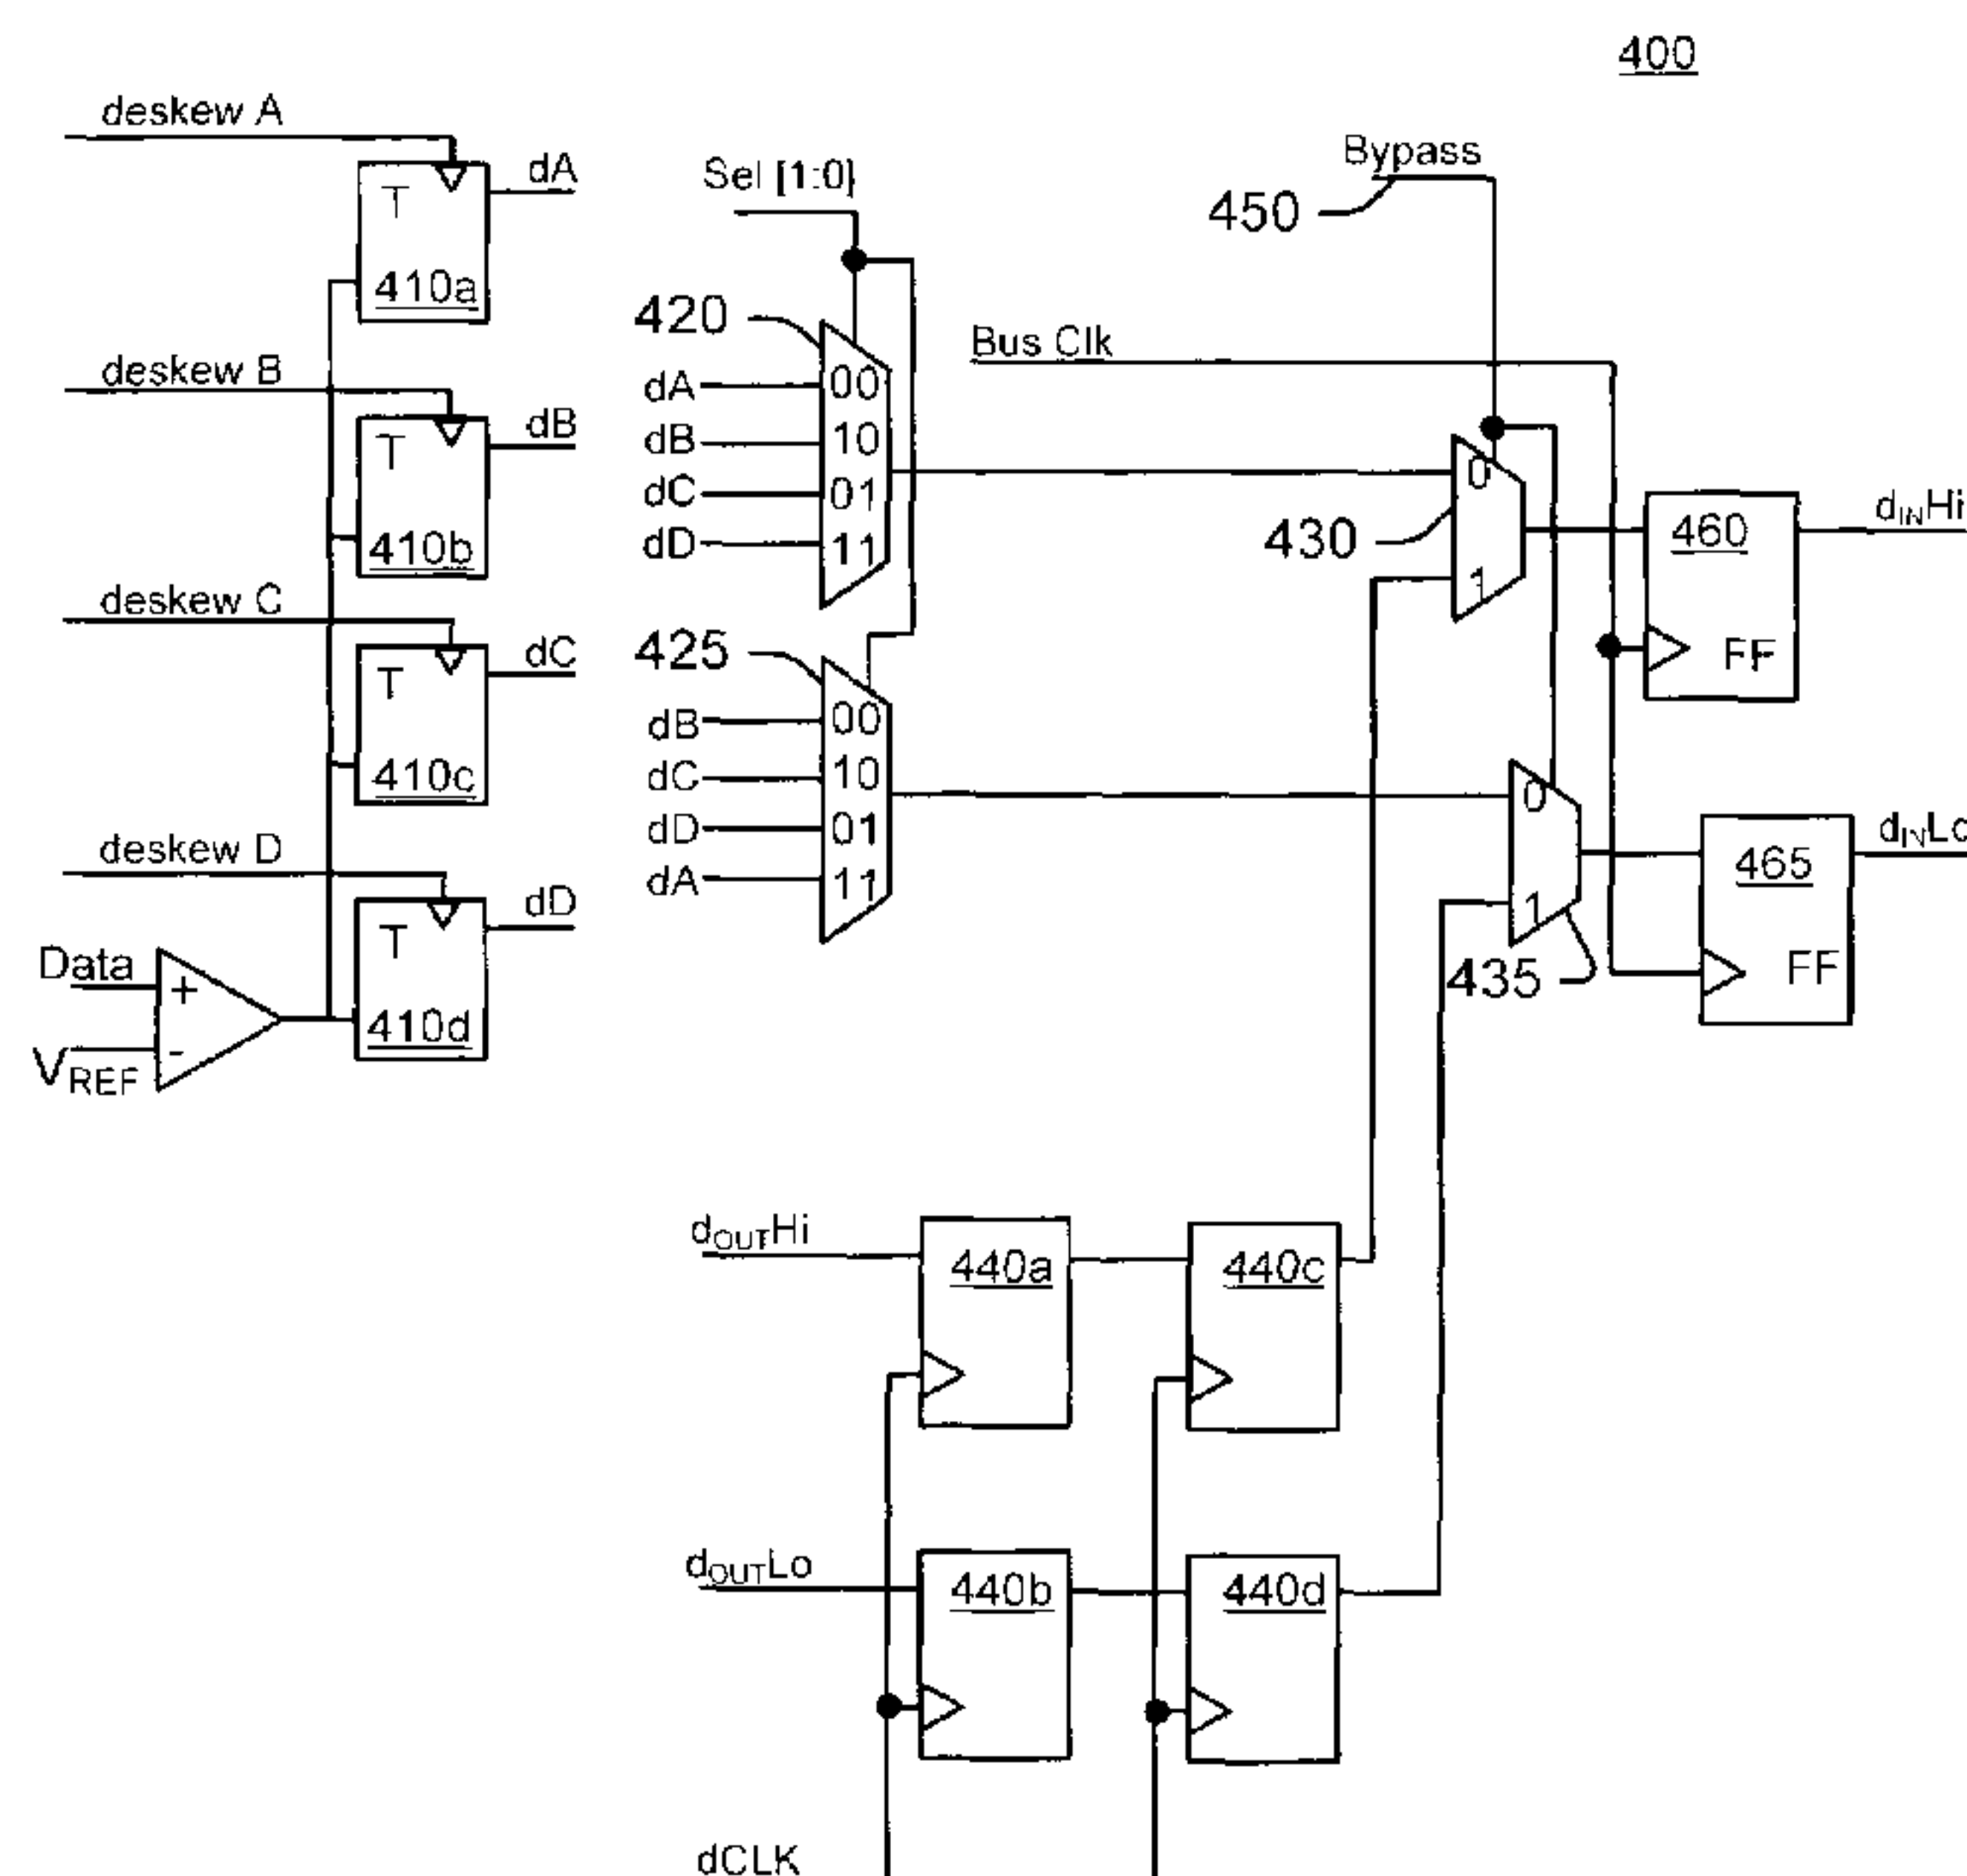 400
deskew A
T
410a
dA
deskew B
T
410b
dB
deskew C
T
410c
dC
deskew D
T
410d
dD
Data
+
VREF
-
Sel [1:0]
420
dA 00
dB 10
dC 01
dD 11
425
dB 00
dC 10
dD 01
dA 11
Bus Clk
Bypass
450
430
0
1
460
FF
dINHi
435
0
1
465
FF
dINLo
dOUTHi
440a
440c
dOUTLo
440b
440d
dCLK